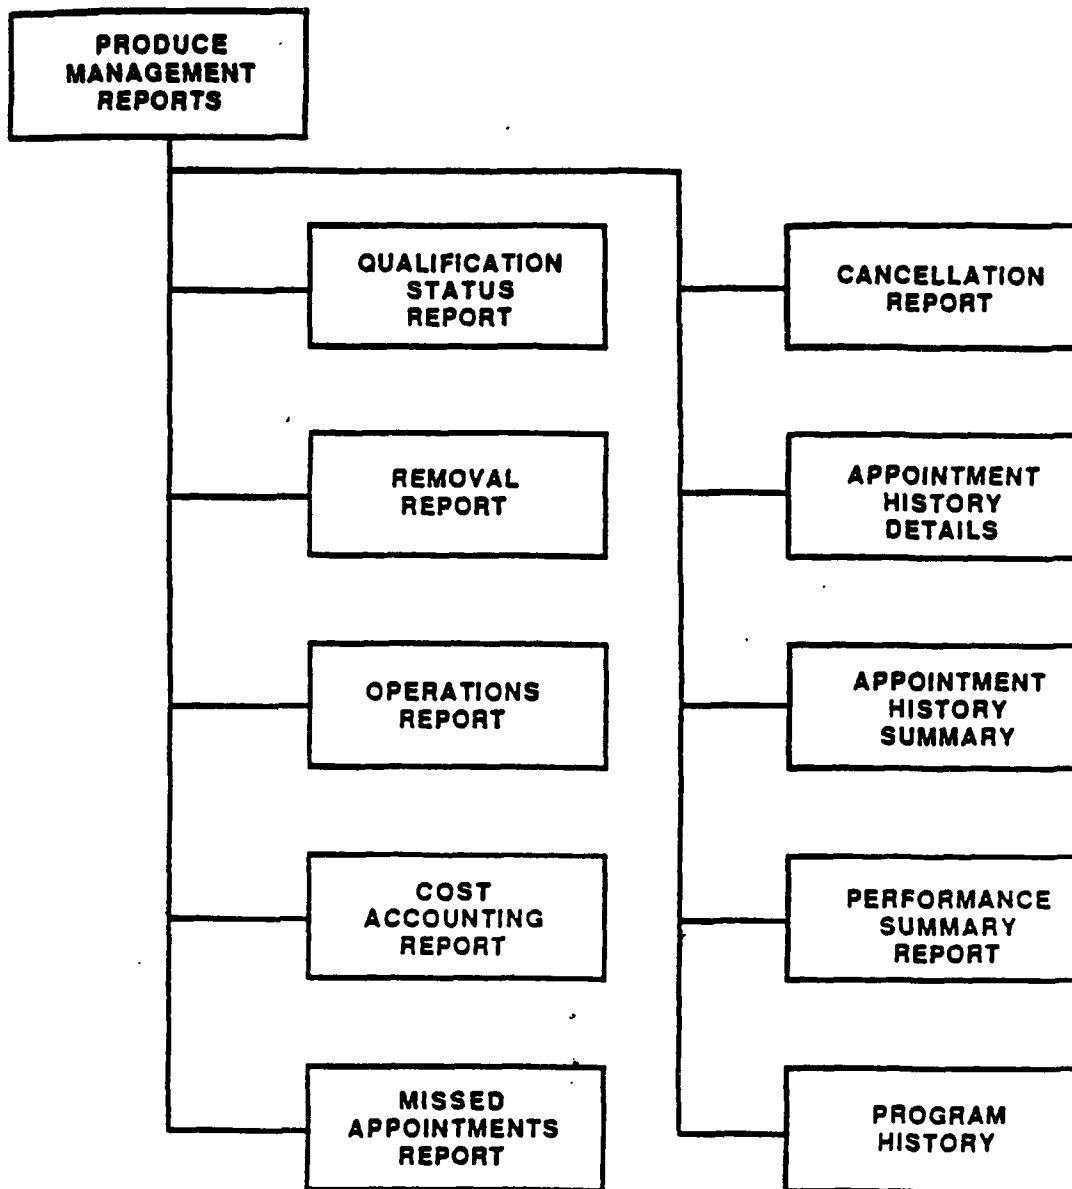 PRODUCE
MANAGEMENT
REPORTS
QUALIFICATION
STATUS
REPORT
REMOVAL
REPORT
OPERATIONS
REPORT
COST
ACCOUNTING
REPORT
MISSED
APPOINTMENTS
REPORT
CANCELLATION
REPORT
APPOINTMENT
HISTORY
DETAILS
APPOINTMENT
HISTORY
SUMMARY
PERFORMANCE
SUMMARY
REPORT
PROGRAM
HISTORY